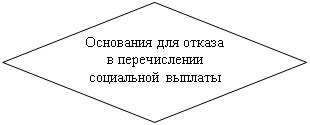 Основания для отказа
в перечислении
социальной выплаты